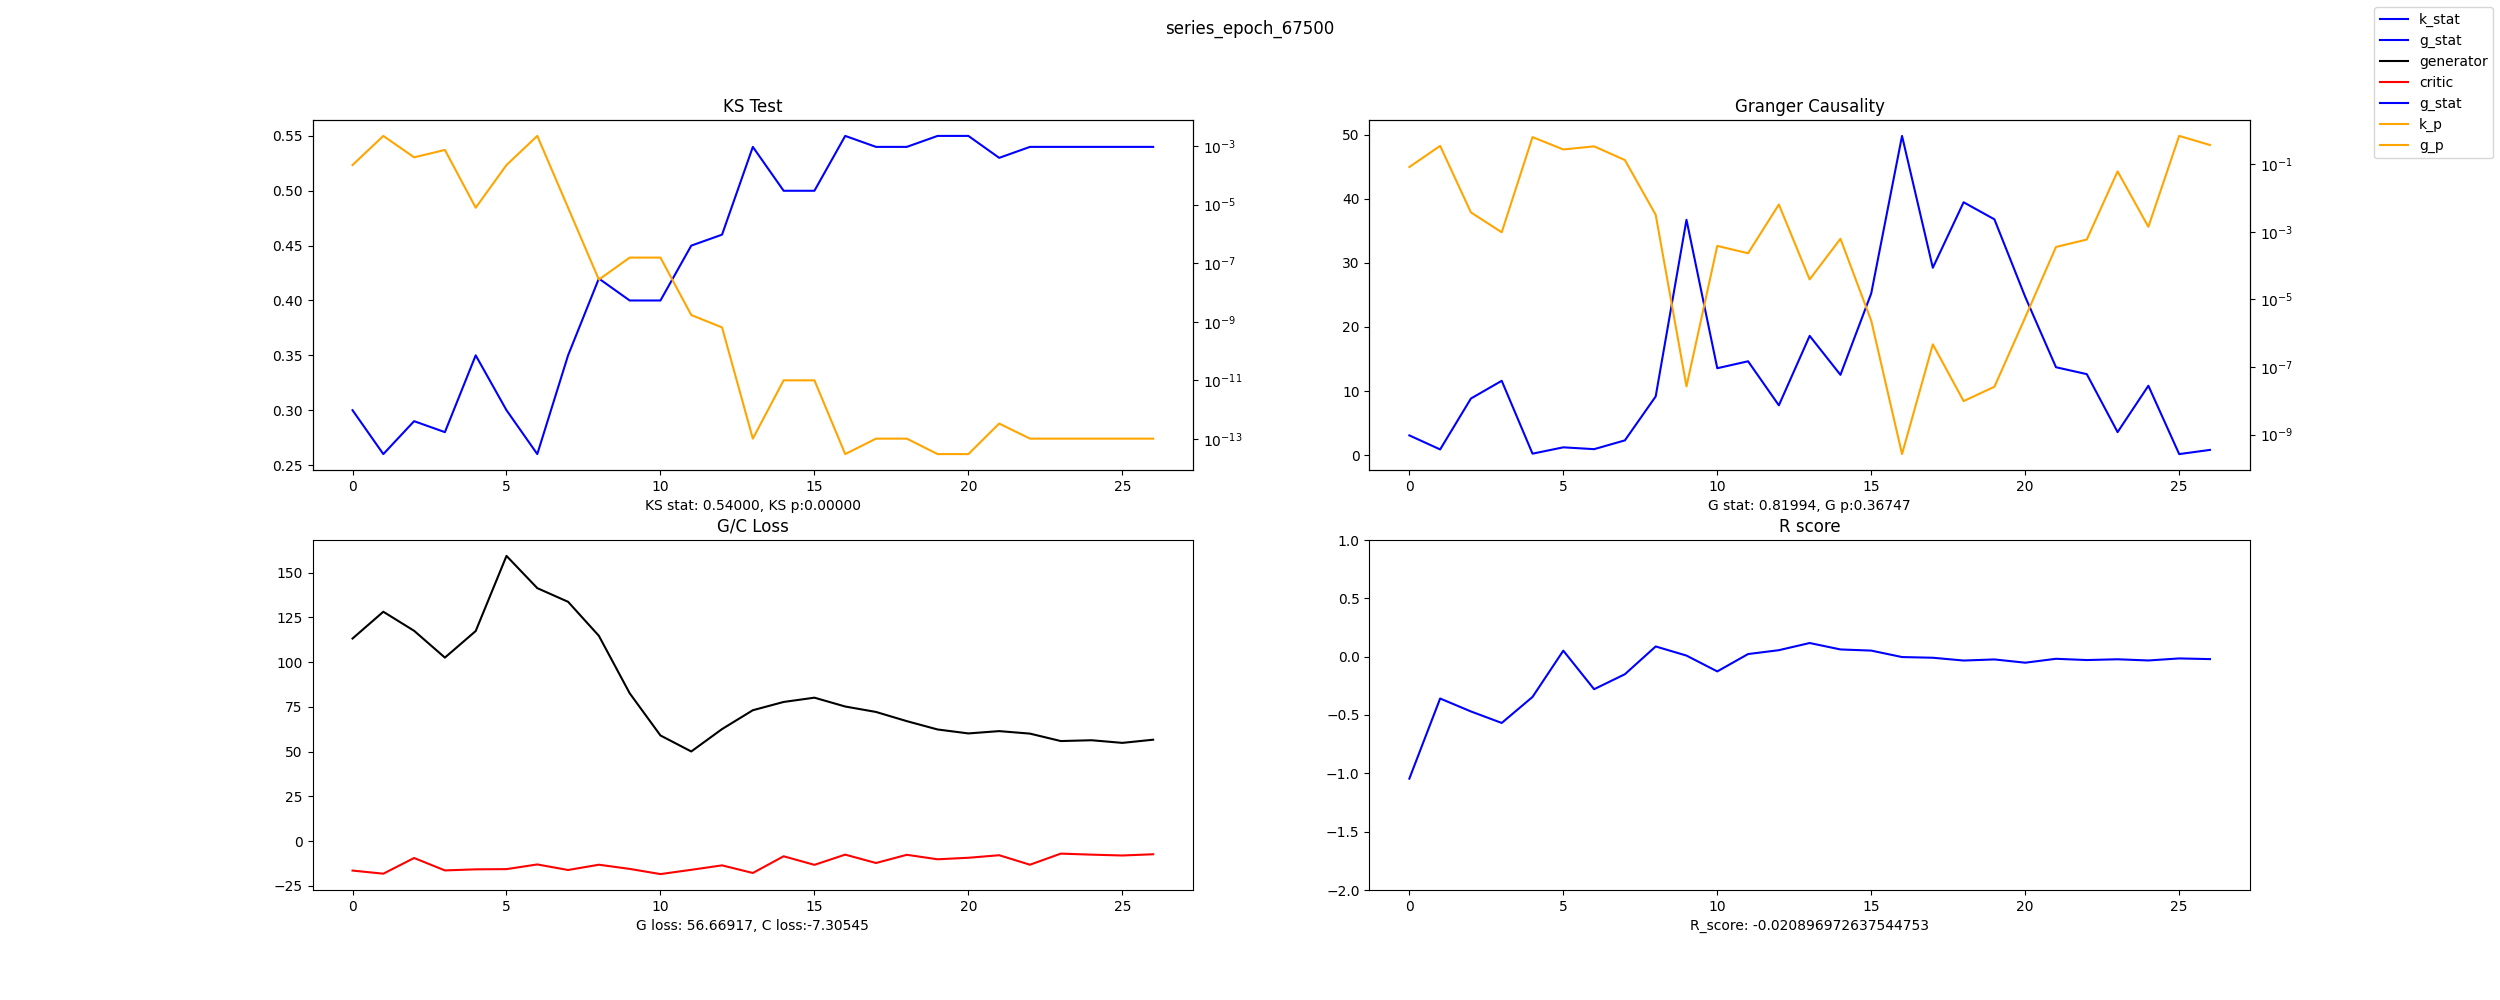 series_epoch_67500
k_stat
g_stat
generator
critic
g_stat
k_p
g_p
KS Test
0.55
0.50
0.45
0.40
0.35
0.30
0.25
10⁻³
10⁻⁵
10⁻⁷
10⁻⁹
10⁻¹¹
10⁻¹³
0 5 10 15 20 25
KS stat: 0.54000, KS p:0.00000
Granger Causality
50
40
30
20
10
0
10⁻¹
10⁻³
10⁻⁵
10⁻⁷
10⁻⁹
0 5 10 15 20 25
G stat: 0.81994, G p:0.36747
G/C Loss
150
125
100
75
50
25
0
−25
0 5 10 15 20 25
G loss: 56.66917, C loss:-7.30545
R score
1.0
0.5
0.0
−0.5
−1.0
−1.5
−2.0
0 5 10 15 20 25
R_score: -0.020896972637544753